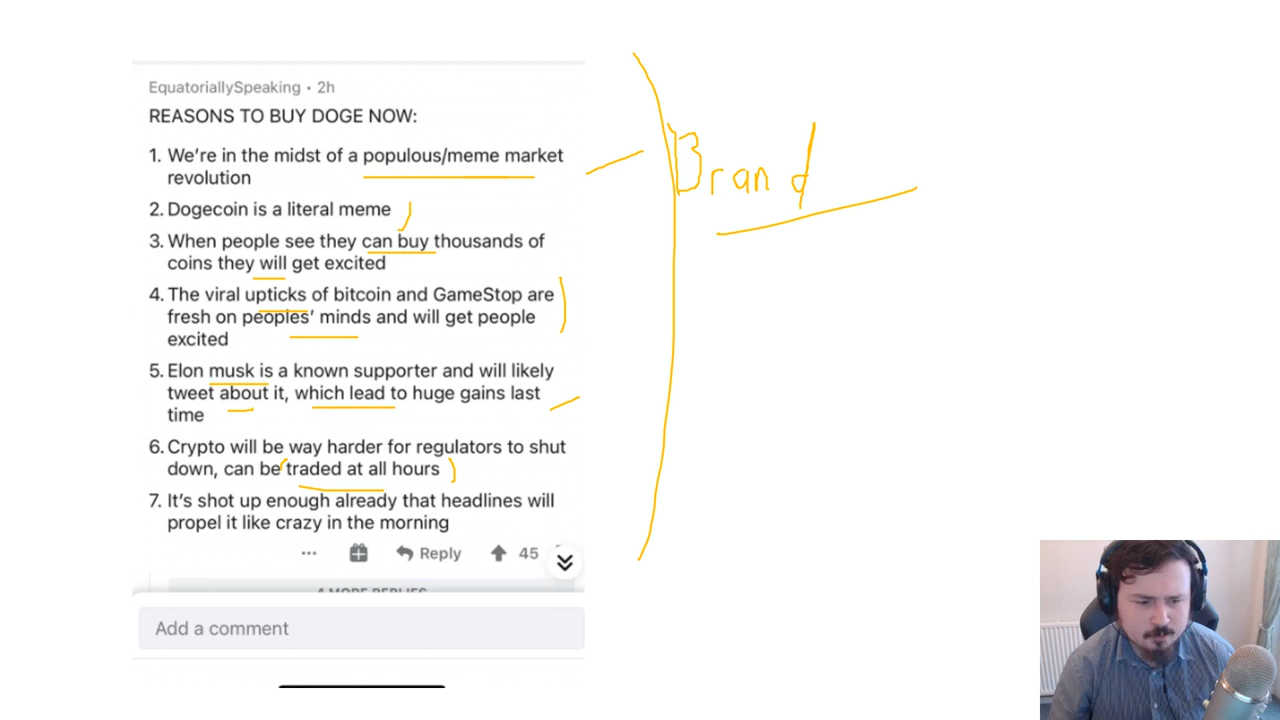 EquatoriallySpeaking • 2h
REASONS TO BUY DOGE NOW:
1. We're in the midst of a populous/meme market
revolution
2. Dogecoin is a literal meme
3. When people see they can buy thousands of
coins they will get excited
4. The viral upticks of bitcoin and GameStop are
fresh on peoples' minds and will get people
excited
5. Elon musk is a known supporter and will likely
tweet about it, which lead to huge gains last
time
6. Crypto will be way harder for regulators to shut
down, can be traded at all hours
7. It's shot up enough already that headlines will
propel it like crazy in the morning
... Reply 45
4 MORE REPLIES
Add a comment
Brand